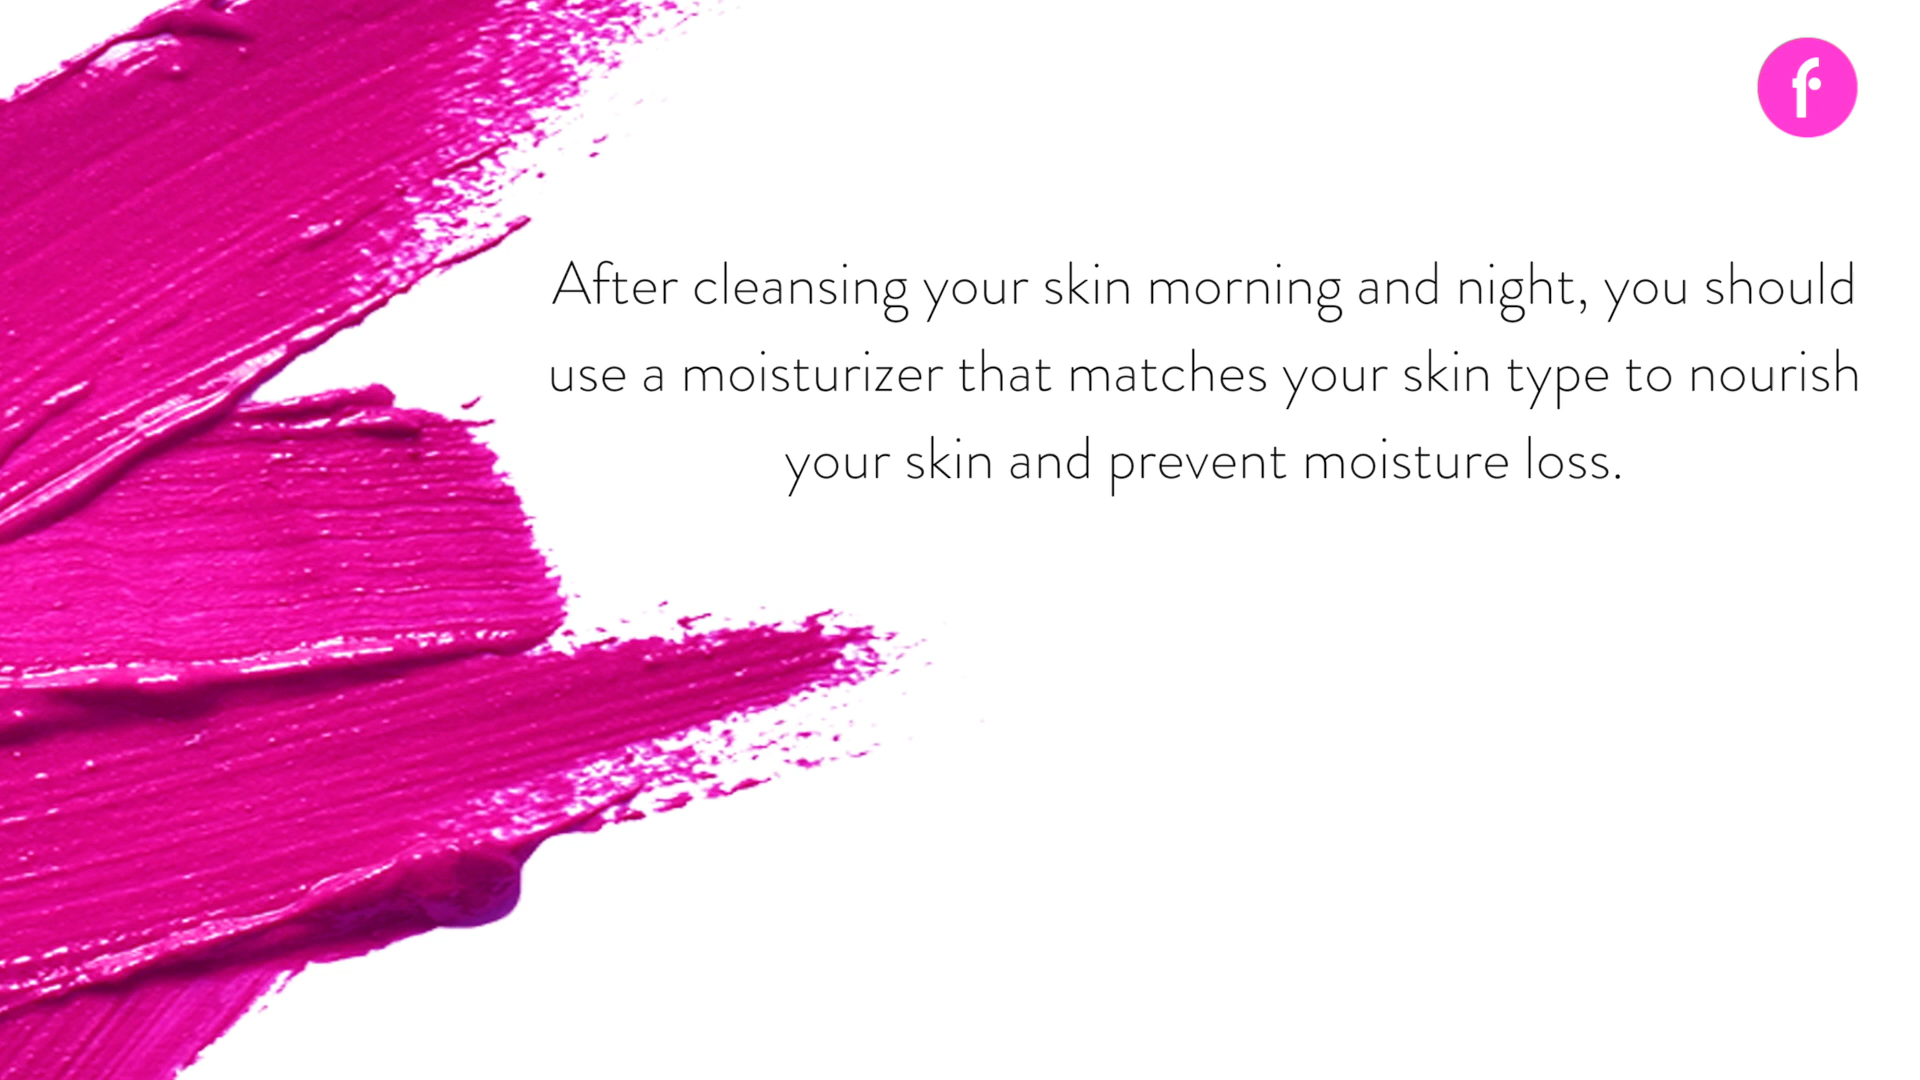 f
After cleansing your skin morning and night, you should
use a moisturizer that matches your skin type to nourish
your skin and prevent moisture loss.